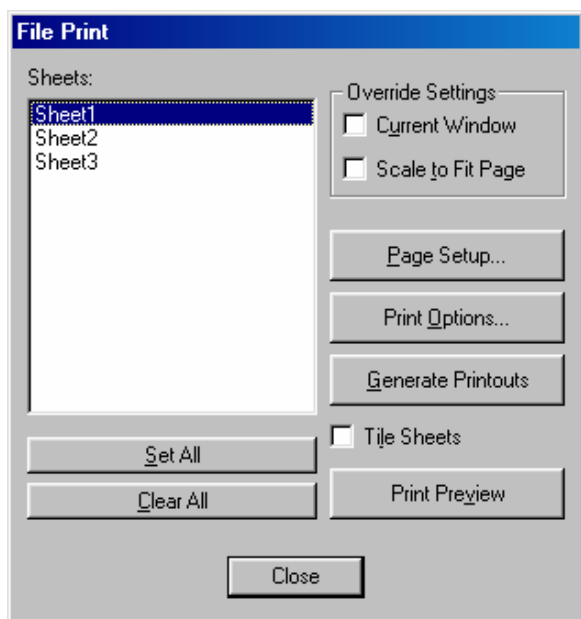 File Print
Sheets:
Sheet1
Sheet2
Sheet3
Override Settings
Current Window
Scale to Fit Page
Page Setup...
Print Options...
Generate Printouts
Tile Sheets
Set All
Clear All
Print Preview
Close